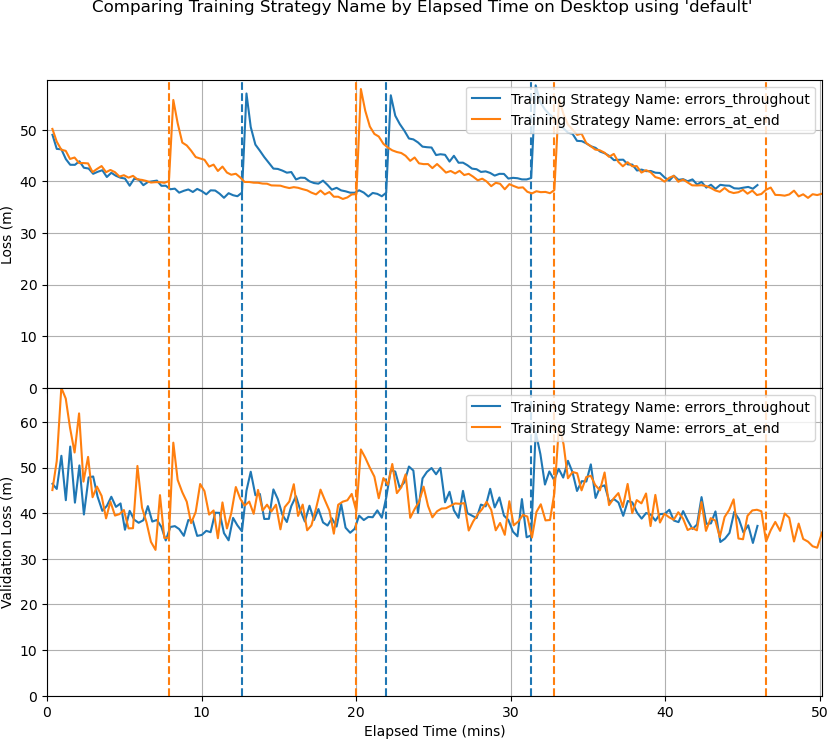 Comparing Training Strategy Name by Elapsed Time on Desktop using 'default'
Training Strategy Name: errors_throughout
Training Strategy Name: errors_at_end
50
40
30
20
10
0
Loss (m)
Training Strategy Name: errors_throughout
Training Strategy Name: errors_at_end
60
50
40
30
20
10
0
Validation Loss (m)
0 10 20 30 40 50
Elapsed Time (mins)